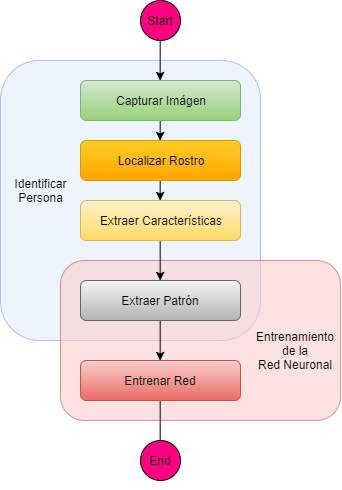 Start
Capturar Imágen
Localizar Rostro
Identificar
Persona
Extraer Características
Extraer Patrón
Entrenamiento
de la
Red Neuronal
Entrenar Red
End